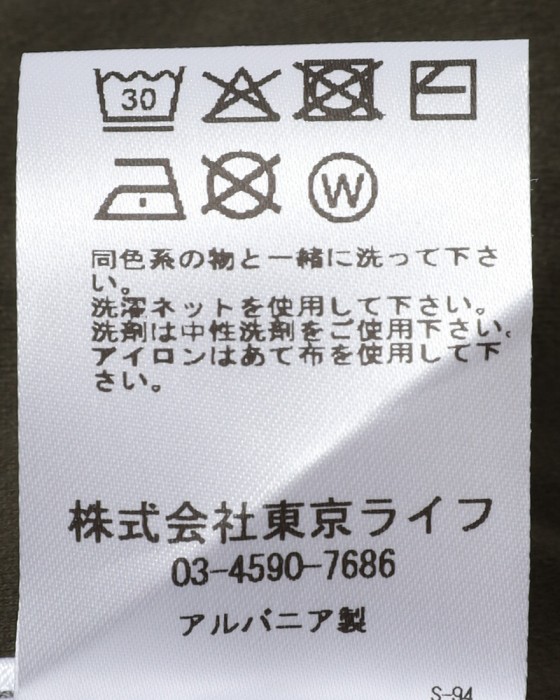 30
W
同色系の物と一緒に洗って下さ
い。
洗濯ネットを使用して下さい。
洗剤は中性洗剤をご使用下さい。
アイロンはあて布を使用して下
さい。
株式会社東京ライフ
03-4590-7686
アルバニア製
S-94